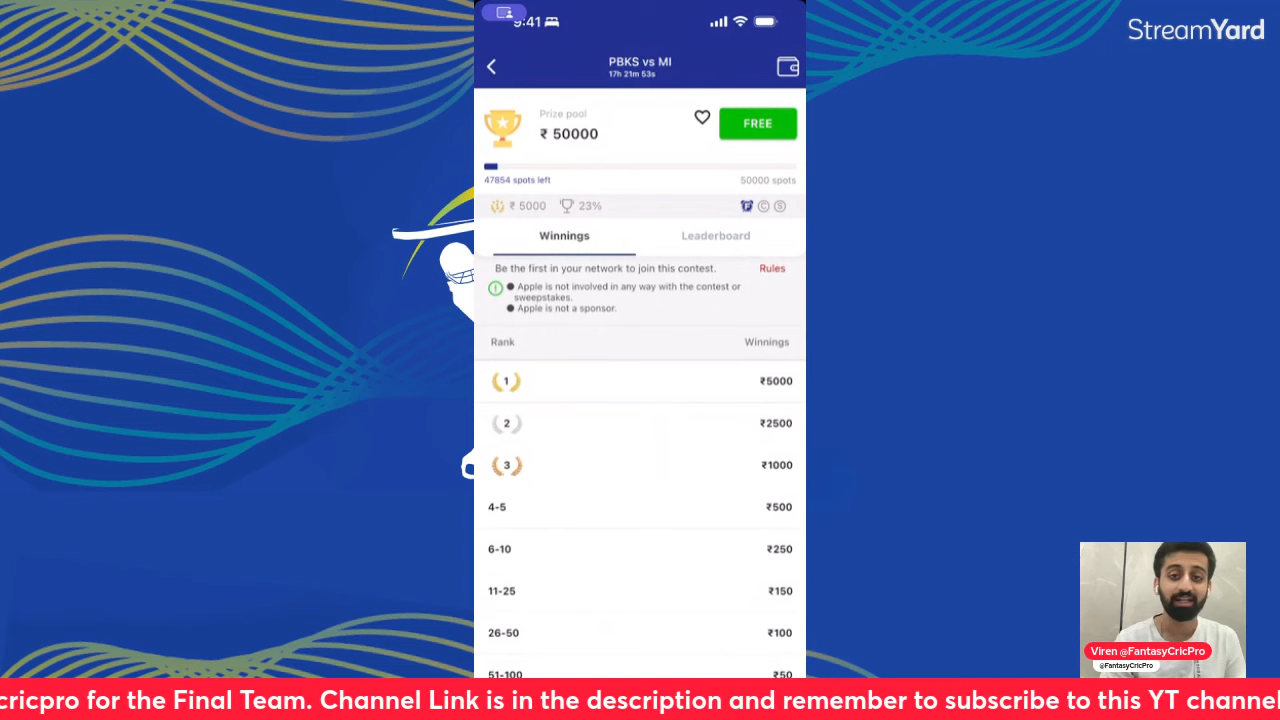 9:41
StreamYard
PBKS vs MI
17h 21m 53s
Prize pool
₹ 50000
FREE
47854 spots left
50000 spots
₹ 5000
23%
F C S
Winnings
Leaderboard
Be the first in your network to join this contest.
Rules
● Apple is not involved in any way with the contest or
sweepstakes.
● Apple is not a sponsor.
Rank
Winnings
1
₹5000
2
₹2500
3
₹1000
4-5
₹500
6-10
₹250
11-25
₹150
26-50
₹100
51-100
₹50
Viren @FantasyCricPro
@FantasyCricPro
cricpro for the Final Team. Channel Link is in the description and remember to subscribe to this YT channel